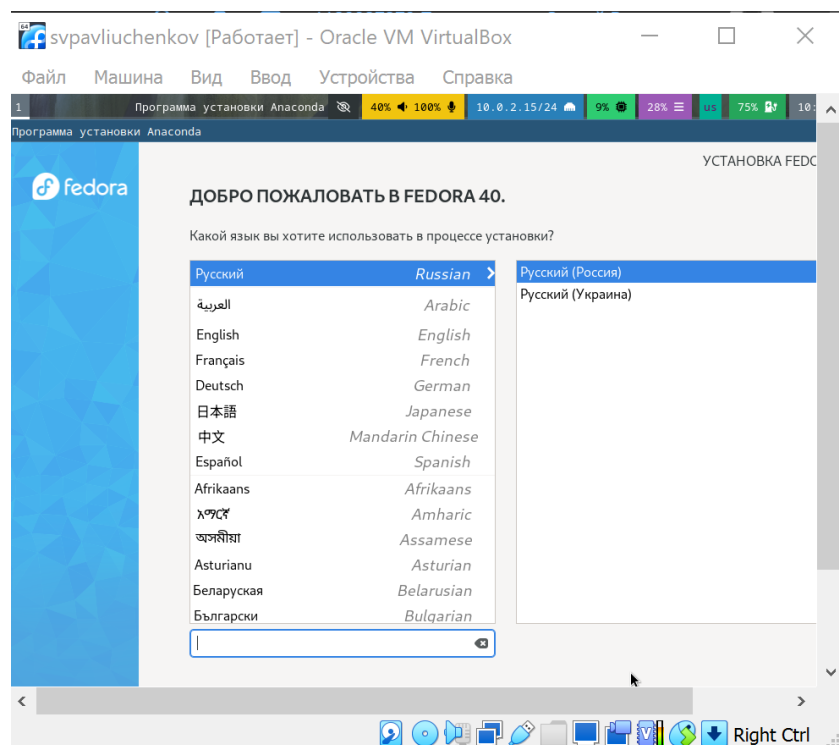 64
svpavliuchenkov [Работает] - Oracle VM VirtualBox
Файл Машина Вид Ввод Устройства Справка
1 Программа установки Anaconda 40% 100% 10.0.2.15/24 9% 28% us 75% 10:
Программа установки Anaconda
УСТАНОВКА FEDO
fedora
ДОБРО ПОЖАЛОВАТЬ В FEDORA 40.
Какой язык вы хотите использовать в процессе установки?
Русский Russian
Русский (Россия)
Русский (Украина)
العربية Arabic
English English
Français French
Deutsch German
日本語 Japanese
中文 Mandarin Chinese
Español Spanish
Afrikaans Afrikaans
አማርኛ Amharic
অসমীয়া Assamese
Asturianu Asturian
Беларуская Belarusian
Български Bulgarian
Right Ctrl